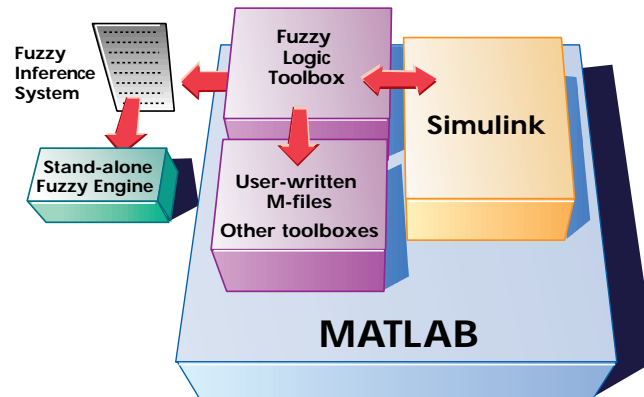 Fuzzy
Inference
System
Fuzzy
Logic
Toolbox
Simulink
Stand-alone
Fuzzy Engine
User-written
M-files
Other toolboxes
MATLAB